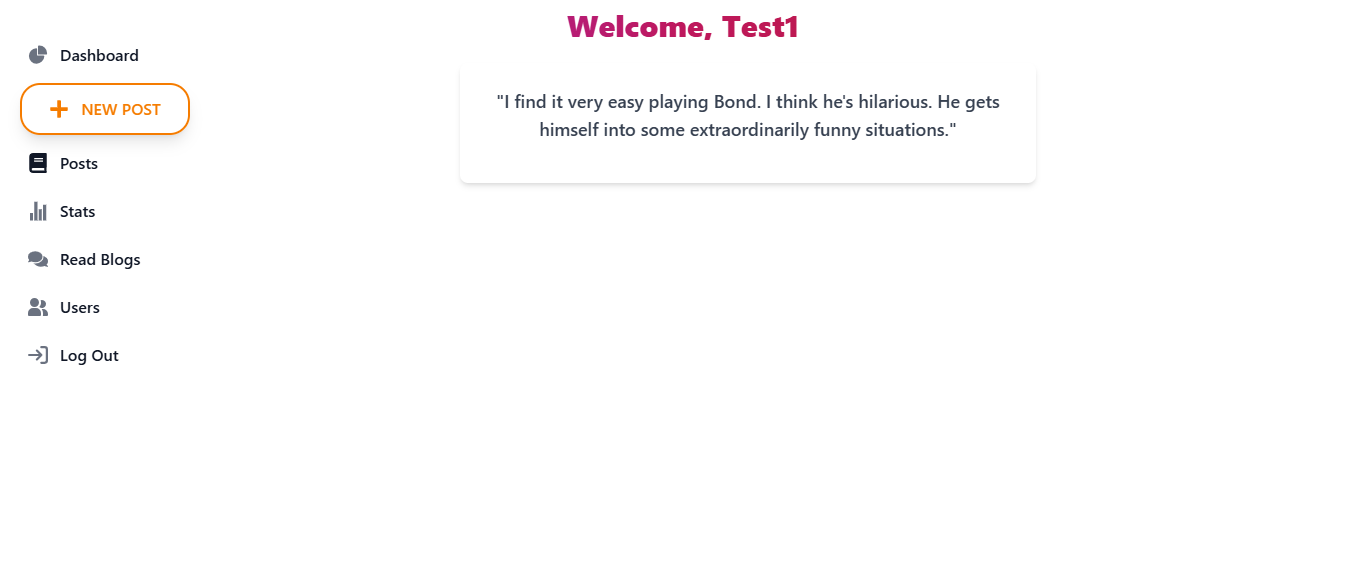 Welcome, Test1
Dashboard
NEW POST
Posts
Stats
Read Blogs
Users
Log Out
"I find it very easy playing Bond. I think he's hilarious. He gets
himself into some extraordinarily funny situations."